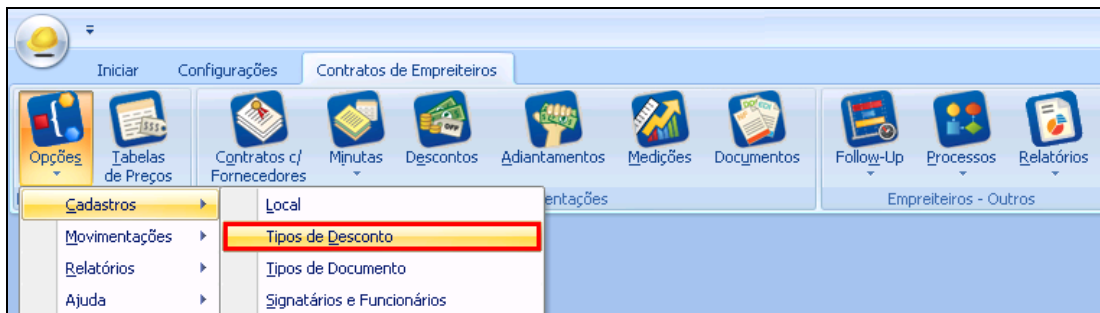 Iniciar Configurações Contratos de Empreiteiros
Opções Tabelas de Preços Contratos c/ Fornecedores Minutas Descontos Adiantamentos Medições Documentos Follow-Up Processos Relatórios
entações Empreiteiros - Outros
Cadastros Local
Movimentações Tipos de Desconto
Relatórios Tipos de Documento
Ajuda Signatários e Funcionários